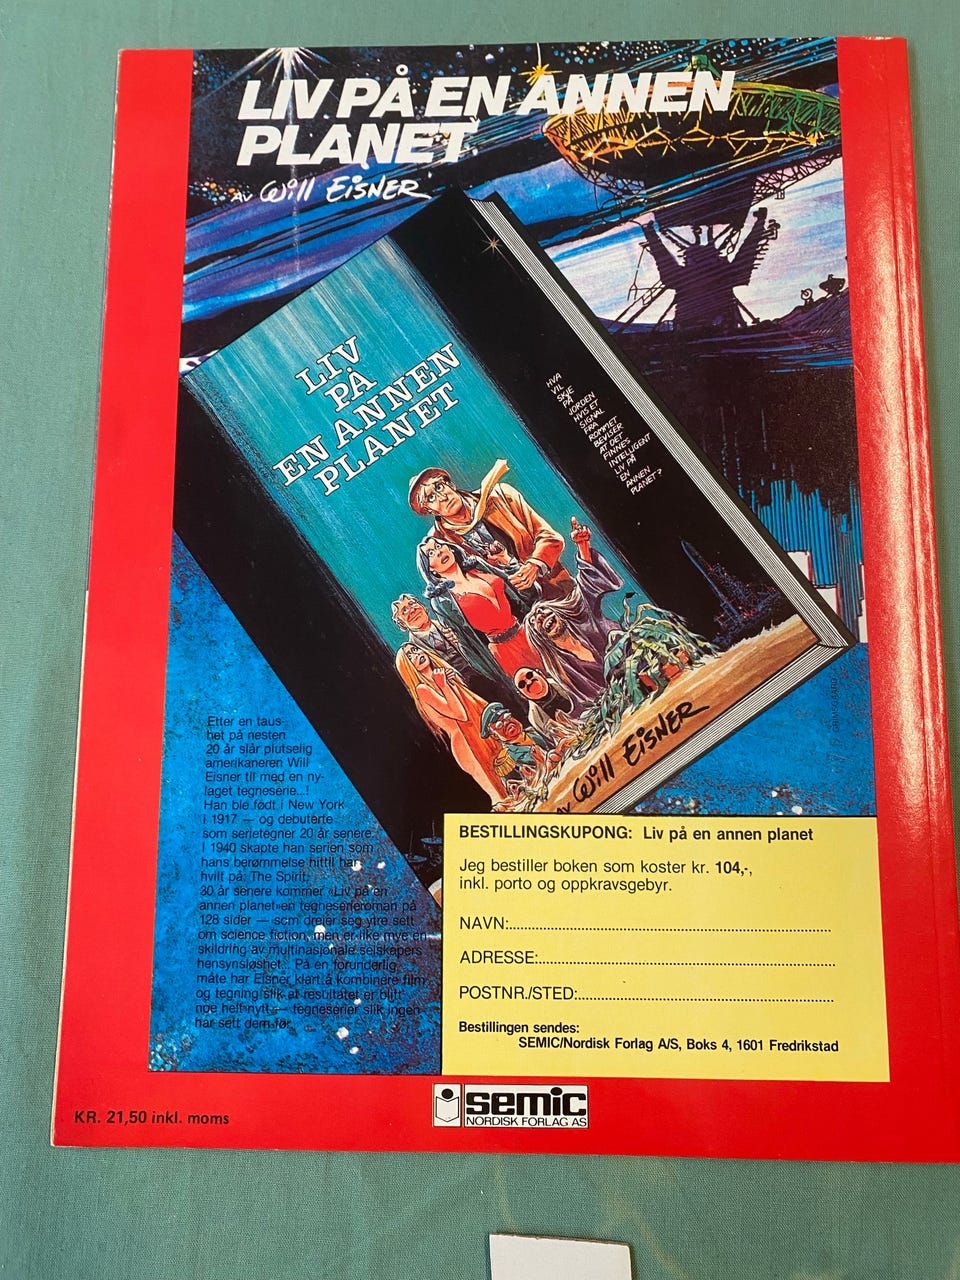 LIV PÅ EN ANNEN
PLANET
AV Will EISNER
LIV
PÅ
EN ANNEN
PLANET
HVA
VIL
SKJE
PÅ
JORDEN
HVIS ET
SIGNAL
FRA
ROMMET
BEVISER
AT DET
FINNES
INTELLIGENT
LIV PÅ
EN
ANNEN
PLANET?
AV Will EISNER
GRIMSGAARD
Etter en taus-
het på nesten
20 år slår plutselig
amerikaneren Will
Eisner til med en ny-
laget tegneserie...!
Han ble født i New York
i 1917 — og debuterte
som serietegner 20 år senere.
I 1940 skapte han serien som
hans berømmelse hittil har
hvilt på: The Spirit.
30 år senere kommer «Liv på en
annen planet»en tegneserieroman på
128 sider — som dreier seg ytre sett
om science fiction, men er like mye en
skildring av multinasjonale selskapers
hensynsløshet.. På en forunderlig
måte har Eisner klart å kombinere film
og tegning slik at resultatet er blitt
noe helt nytt — tegneserier slik ingen
har sett dem før.
BESTILLINGSKUPONG: Liv på en annen planet
Jeg bestiller boken som koster kr. 104,-,
inkl. porto og oppkravsgebyr.
NAVN:
ADRESSE:
POSTNR./STED:
Bestillingen sendes:
SEMIC/Nordisk Forlag A/S, Boks 4, 1601 Fredrikstad
KR. 21,50 inkl. moms
semic
NORDISK FORLAG AS